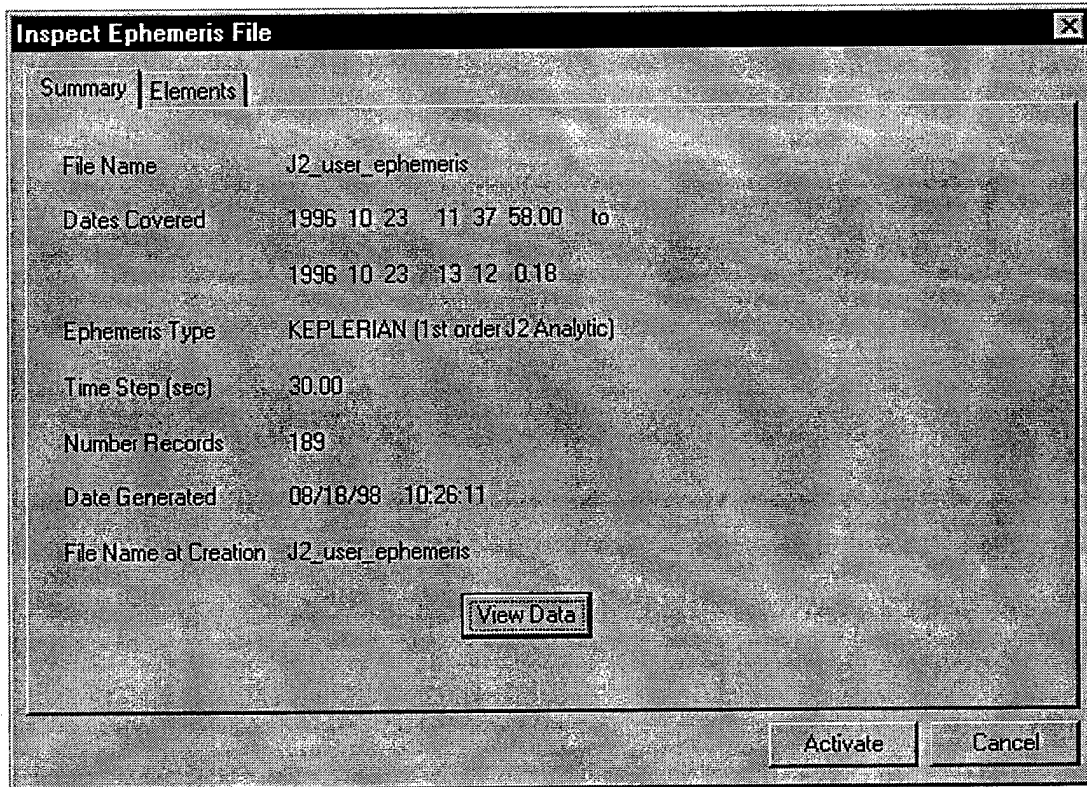 Inspect Ephemeris File
Summary Elements
File Name J2_user_ephemeris
Dates Covered 1996 10 23 11 37 58.00 to
1996 10 23 13 12 0.18
Ephemeris Type KEPLERIAN (1st order J2 Analytic)
Time Step (sec) 30.00
Number Records 189
Date Generated 08/18/98 10:26:11
File Name at Creation J2_user_ephemeris
View Data
Activate Cancel